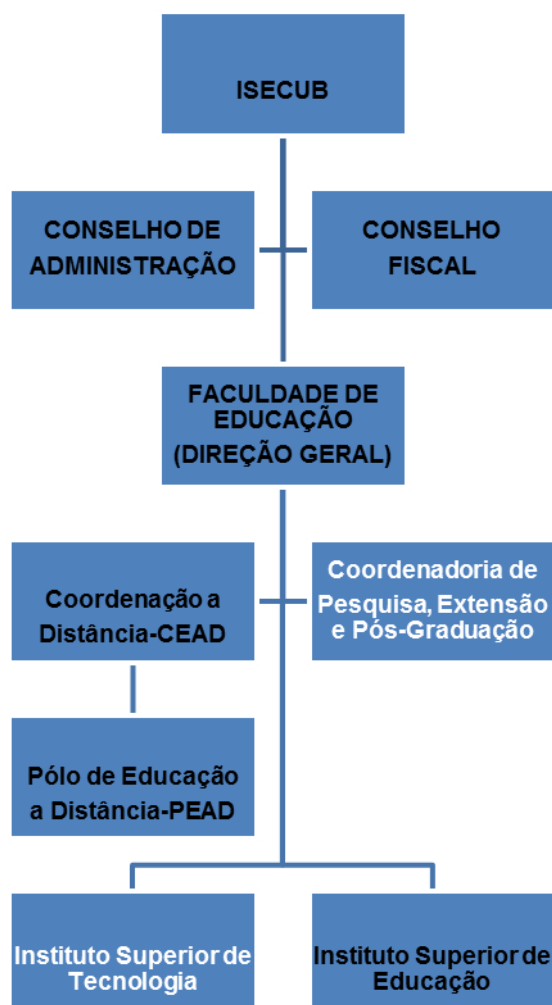 ISECUB
CONSELHO DE
ADMINISTRAÇÃO
CONSELHO
FISCAL
FACULDADE DE
EDUCAÇÃO
(DIREÇÃO GERAL)
Coordenação a
Distância-CEAD
Coordenadoria de
Pesquisa, Extensão
e Pós-Graduação
Pólo de Educação
a Distância-PEAD
Instituto Superior de
Tecnologia
Instituto Superior de
Educação